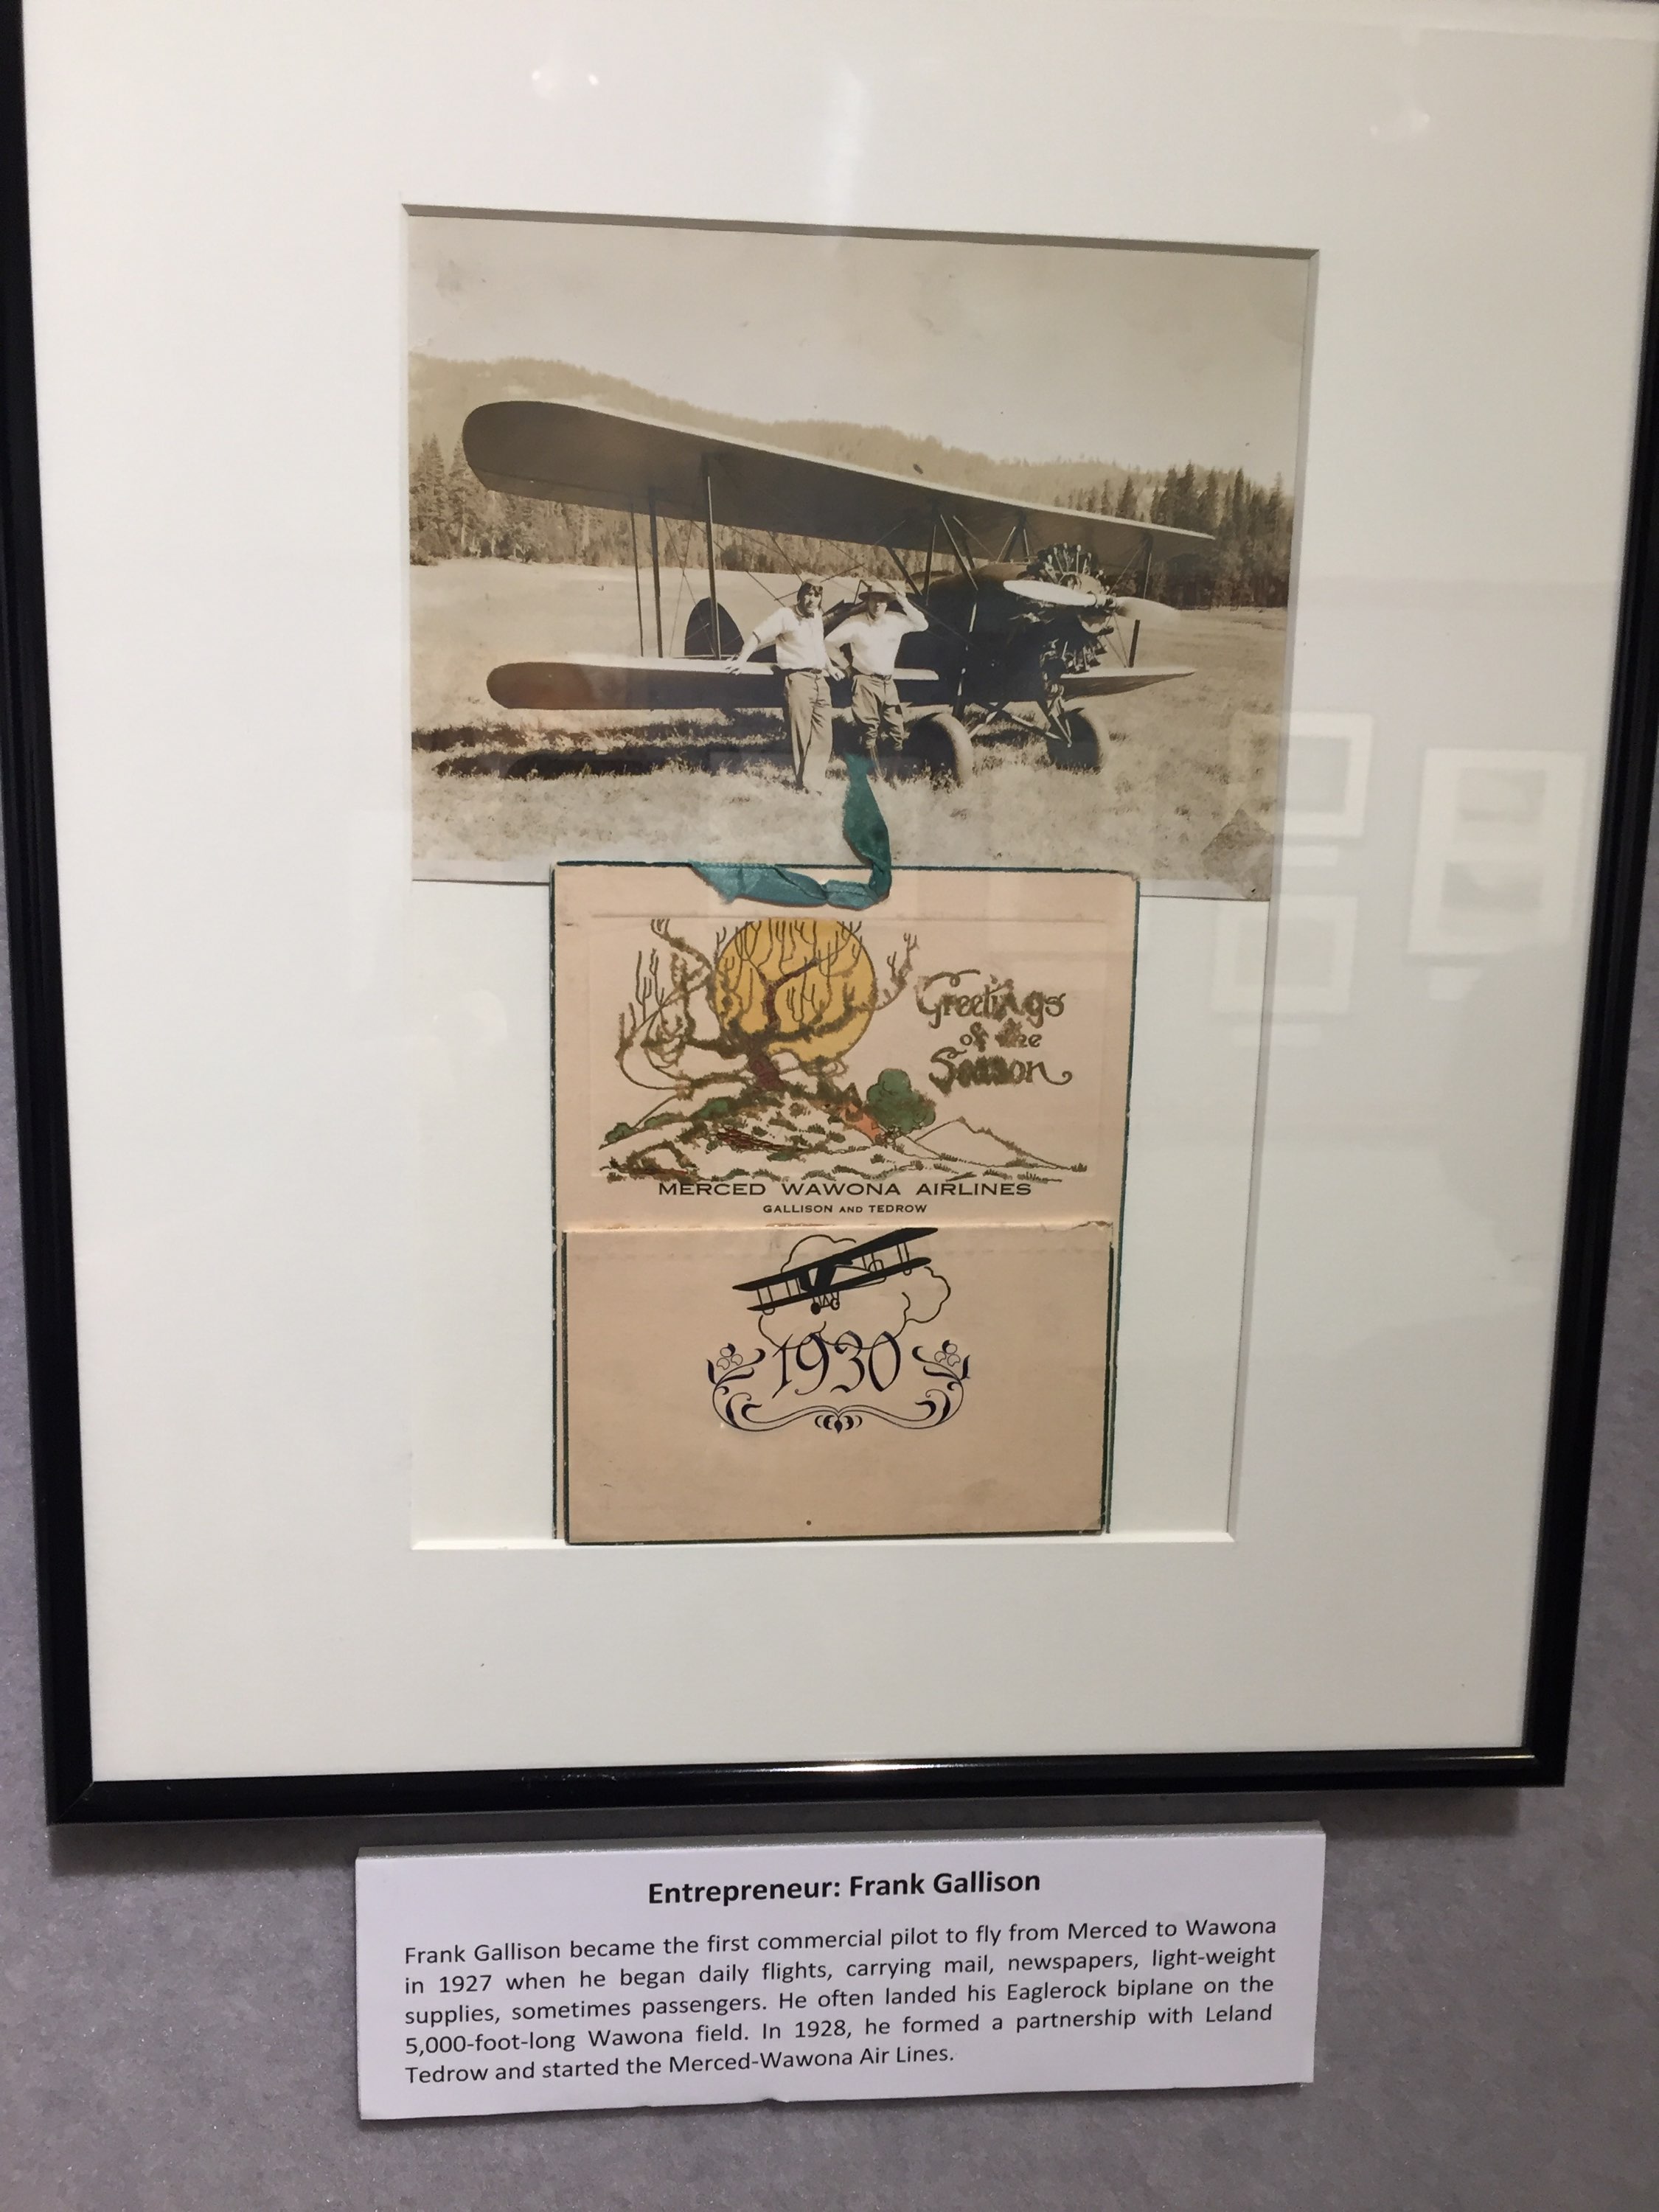 Greetings
of the
Season
MERCED WAWONA AIRLINES
GALLISON AND TEDROW
1930
Entrepreneur: Frank Gallison
Frank Gallison became the first commercial pilot to fly from Merced to Wawona
in 1927 when he began daily flights, carrying mail, newspapers, light-weight
supplies, sometimes passengers. He often landed his Eaglerock biplane on the
5,000-foot-long Wawona field. In 1928, he formed a partnership with Leland
Tedrow and started the Merced-Wawona Air Lines.